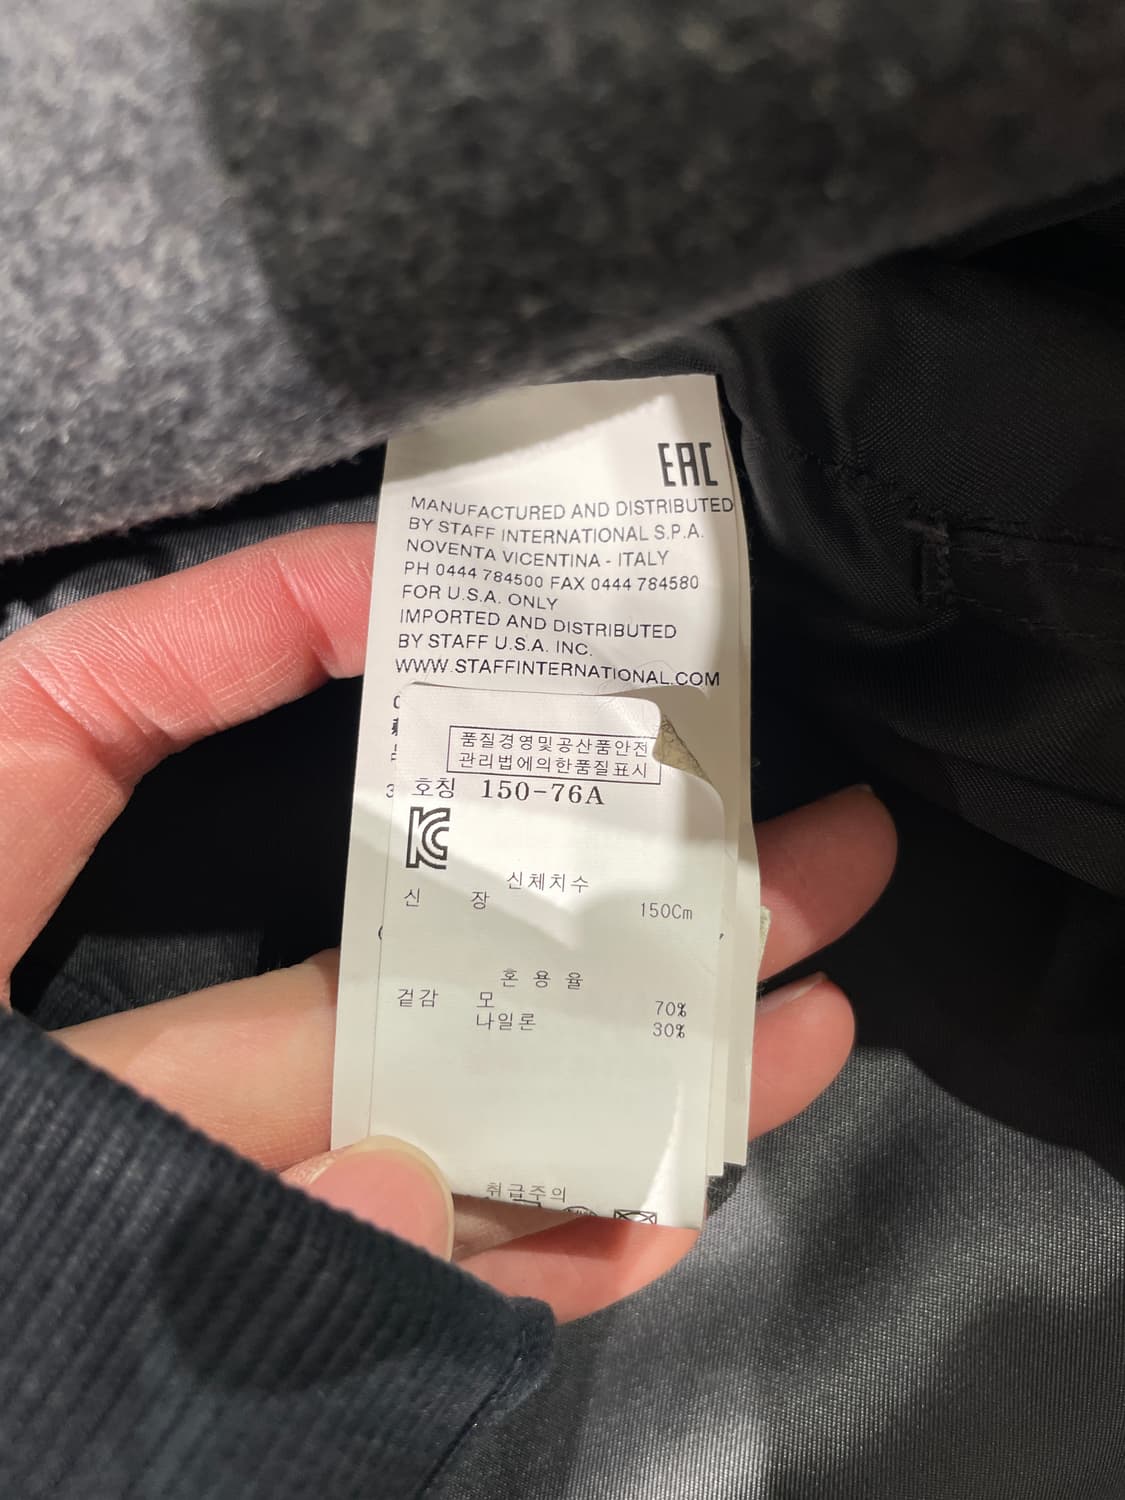 EAC
MANUFACTURED AND DISTRIBUTED
BY STAFF INTERNATIONAL S.P.A.
NOVENTA VICENTINA - ITALY
PH 0444 784500 FAX 0444 784580
FOR U.S.A. ONLY
IMPORTED AND DISTRIBUTED
BY STAFF U.S.A. INC.
WWW.STAFFINTERNATIONAL.COM
품질경영및공산품안전
관리법에의한품질표시
호칭 150-76A
KC
신체치수
신 장 150Cm
혼 용 율
겉감 모 70%
나일론 30%
취급주의